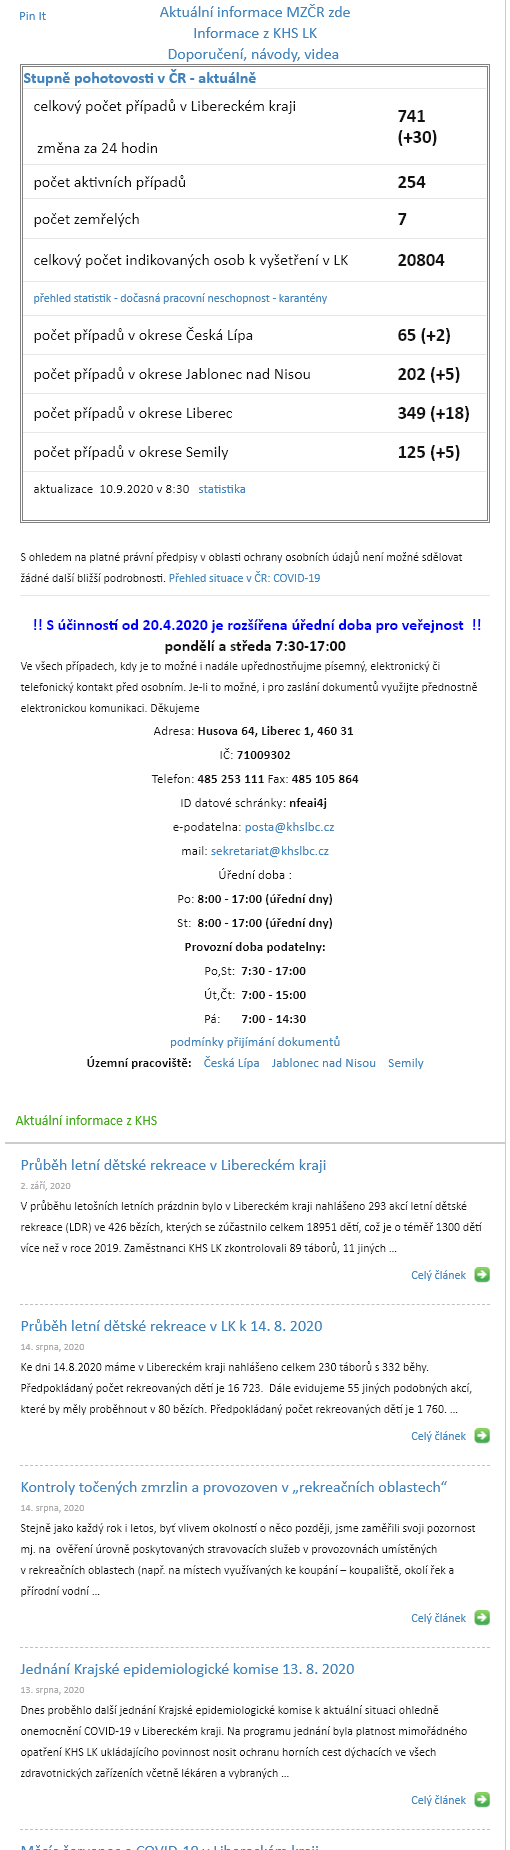 Pin It
Aktuální informace MZČR zde
Informace z KHS LK
Doporučení, návody, videa
Stupně pohotovosti v ČR - aktuálně
celkový počet případů v Libereckém kraji
změna za 24 hodin
741
(+30)
počet aktivních případů 254
počet zemřelých 7
celkový počet indikovaných osob k vyšetření v LK 20804
přehled statistik - dočasná pracovní neschopnost - karantény
počet případů v okrese Česká Lípa 65 (+2)
počet případů v okrese Jablonec nad Nisou 202 (+5)
počet případů v okrese Liberec 349 (+18)
počet případů v okrese Semily 125 (+5)
aktualizace 10.9.2020 v 8:30 statistika
S ohledem na platné právní předpisy v oblasti ochrany osobních údajů není možné sdělovat
žádné další bližší podrobnosti. Přehled situace v ČR: COVID-19
!! S účinností od 20.4.2020 je rozšířena úřední doba pro veřejnost !!
pondělí a středa 7:30-17:00
Ve všech případech, kdy je to možné i nadále upřednostňujme písemný, elektronický či
telefonický kontakt před osobním. Je-li to možné, i pro zaslání dokumentů využijte přednostně
elektronickou komunikaci. Děkujeme
Adresa: Husova 64, Liberec 1, 460 31
IČ: 71009302
Telefon: 485 253 111 Fax: 485 105 864
ID datové schránky: nfeai4j
e-podatelna: posta@khslbc.cz
mail: sekretariat@khslbc.cz
Úřední doba :
Po: 8:00 - 17:00 (úřední dny)
St: 8:00 - 17:00 (úřední dny)
Provozní doba podatelny:
Po,St: 7:30 - 17:00
Út,Čt: 7:00 - 15:00
Pá: 7:00 - 14:30
podmínky přijímání dokumentů
Územní pracoviště: Česká Lípa Jablonec nad Nisou Semily
Aktuální informace z KHS
Průběh letní dětské rekreace v Libereckém kraji
2. září, 2020
V průběhu letošních letních prázdnin bylo v Libereckém kraji nahlášeno 293 akcí letní dětské
rekreace (LDR) ve 426 bězích, kterých se zúčastnilo celkem 18951 dětí, což je o téměř 1300 dětí
více než v roce 2019. Zaměstnanci KHS LK zkontrolovali 89 táborů, 11 jiných ...
Celý článek
Průběh letní dětské rekreace v LK k 14. 8. 2020
14. srpna, 2020
Ke dni 14.8.2020 máme v Libereckém kraji nahlášeno celkem 230 táborů s 332 běhy.
Předpokládaný počet rekreovaných dětí je 16 723. Dále evidujeme 55 jiných podobných akcí,
které by měly proběhnout v 80 bězích. Předpokládaný počet rekreovaných dětí je 1 760. ...
Celý článek
Kontroly točených zmrzlin a provozoven v „rekreačních oblastech“
14. srpna, 2020
Stejně jako každý rok i letos, byť vlivem okolností o něco později, jsme zaměřili svoji pozornost
mj. na ověření úrovně poskytovaných stravovacích služeb v provozovnách umístěných
v rekreačních oblastech (např. na místech využívaných ke koupání – koupaliště, okolí řek a
přírodní vodní ...
Celý článek
Jednání Krajské epidemiologické komise 13. 8. 2020
13. srpna, 2020
Dnes proběhlo další jednání Krajské epidemiologické komise k aktuální situaci ohledně
onemocnění COVID-19 v Libereckém kraji. Na programu jednání byla platnost mimořádného
opatření KHS LK ukládajícího povinnost nosit ochranu horních cest dýchacích ve všech
zdravotnických zařízeních včetně lékáren a vybraných ...
Celý článek
Měsíc červenec a COVID-19 v Libereckém kraji